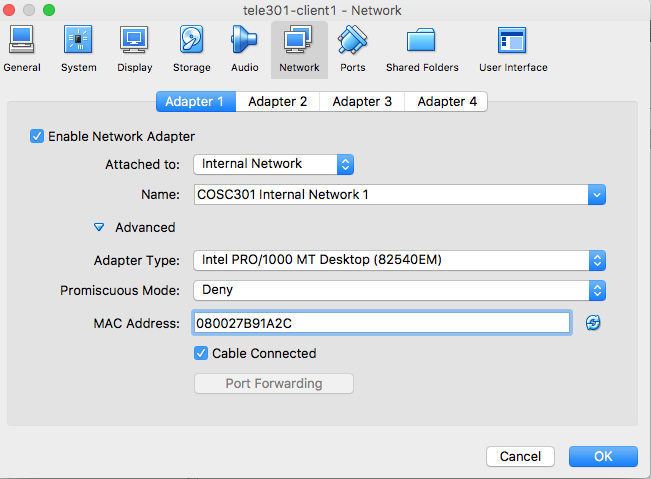 tele301-client1 - Network
General System Display Storage Audio Network Ports Shared Folders User Interface
Adapter 1 Adapter 2 Adapter 3 Adapter 4
Enable Network Adapter
Attached to: Internal Network
Name: COSC301 Internal Network 1
Advanced
Adapter Type: Intel PRO/1000 MT Desktop (82540EM)
Promiscuous Mode: Deny
MAC Address: 080027B91A2C
Cable Connected
Port Forwarding
Cancel OK